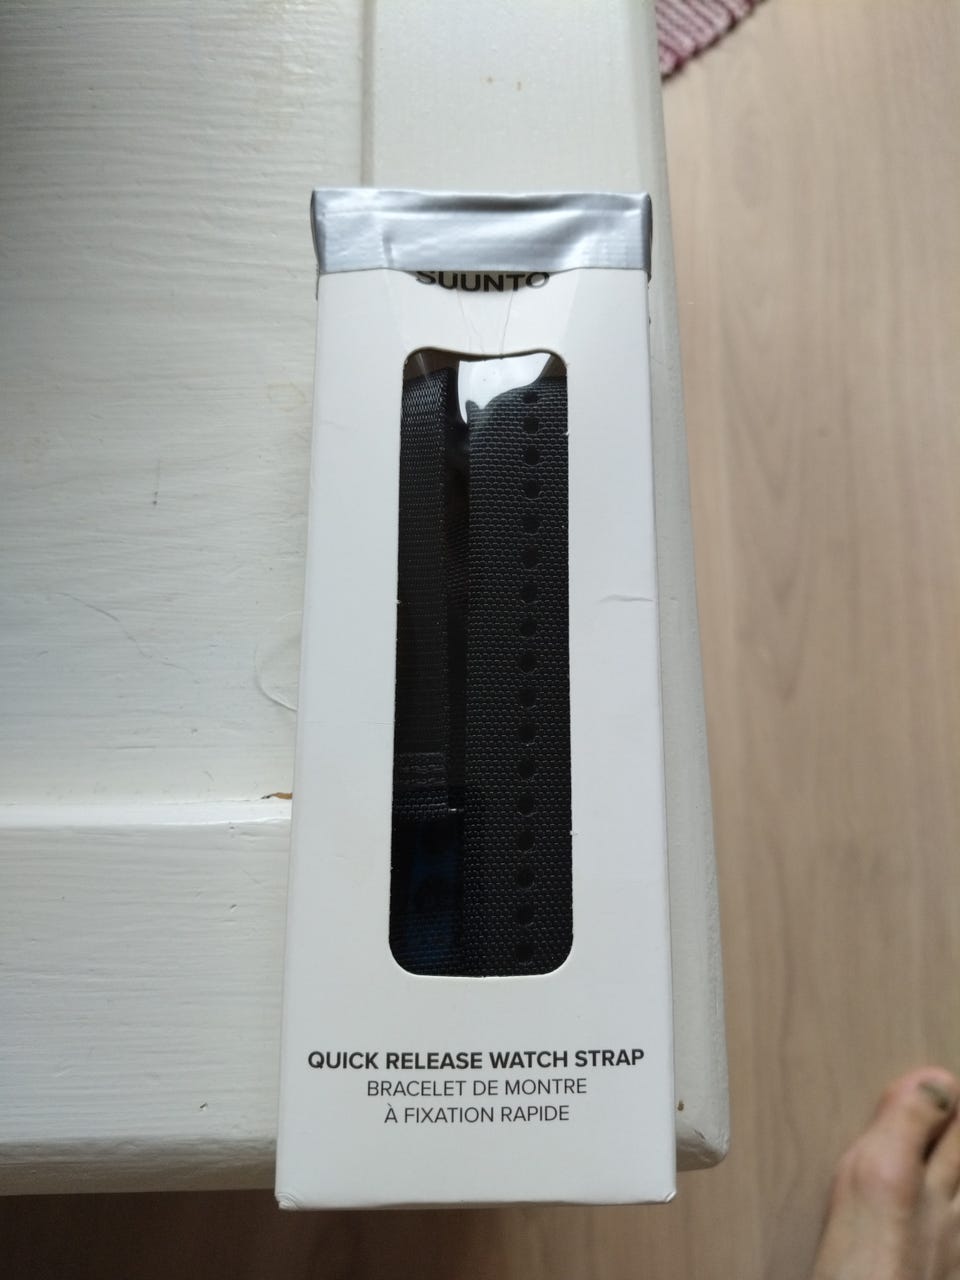 SUUNTO
QUICK RELEASE WATCH STRAP
BRACELET DE MONTRE
À FIXATION RAPIDE